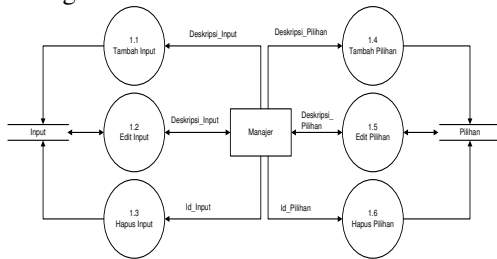 1.1
Tambah Input
Deskripsi_Input
Deskripsi_Pilihan
1.4
Tambah Pilihan
Input
1.2
Edit Input
Deskripsi_Input
Manajer
Deskripsi_
Pilihan
1.5
Edit Pilihan
Pilihan
1.3
Hapus Input
Id_Input
Id_Pilihan
1.6
Hapus Pilihan